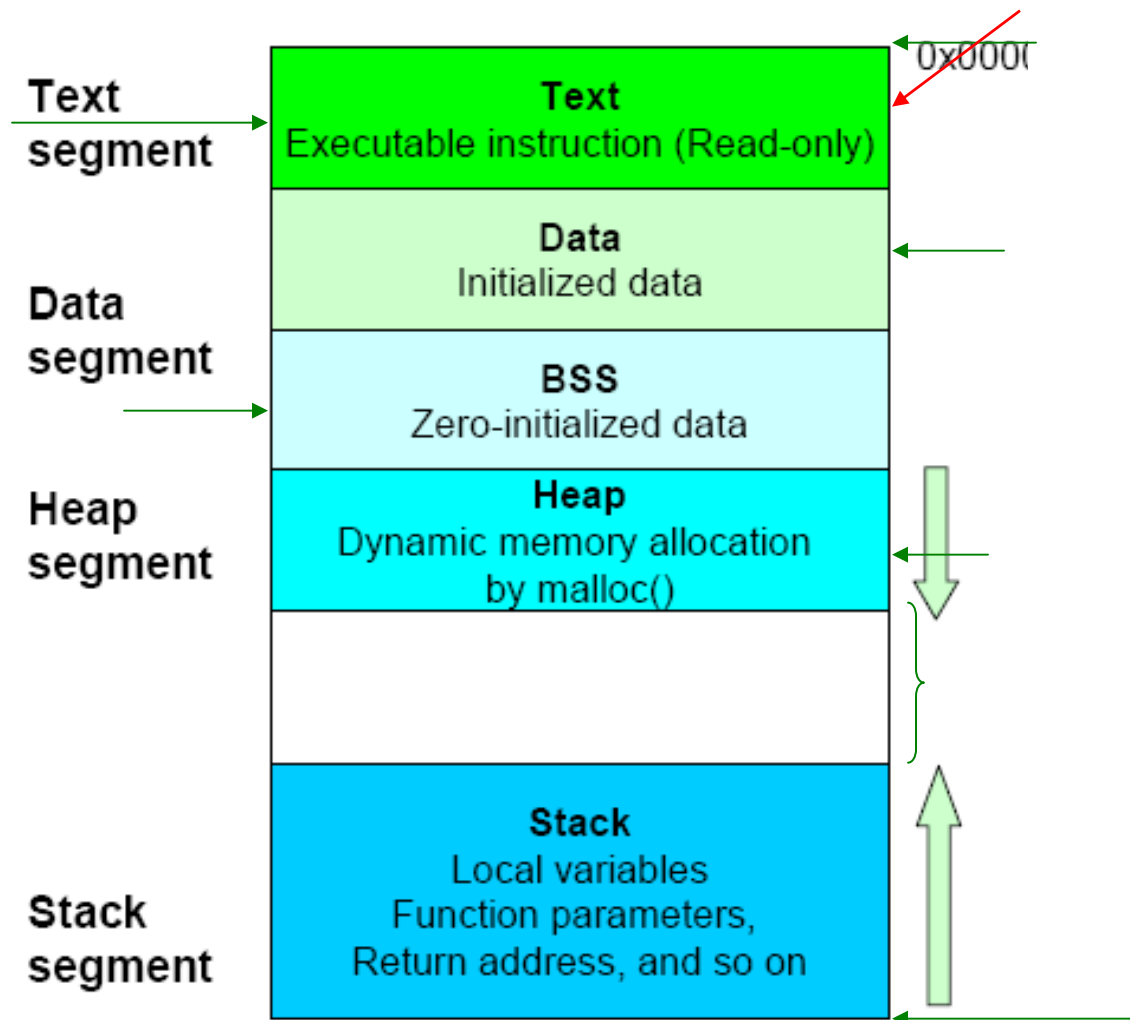 Text
segment
Data
segment
Heap
segment
Stack
segment
Text
Executable instruction (Read-only)
Data
Initialized data
BSS
Zero-initialized data
Heap
Dynamic memory allocation
by malloc()
Stack
Local variables
Function parameters,
Return address, and so on